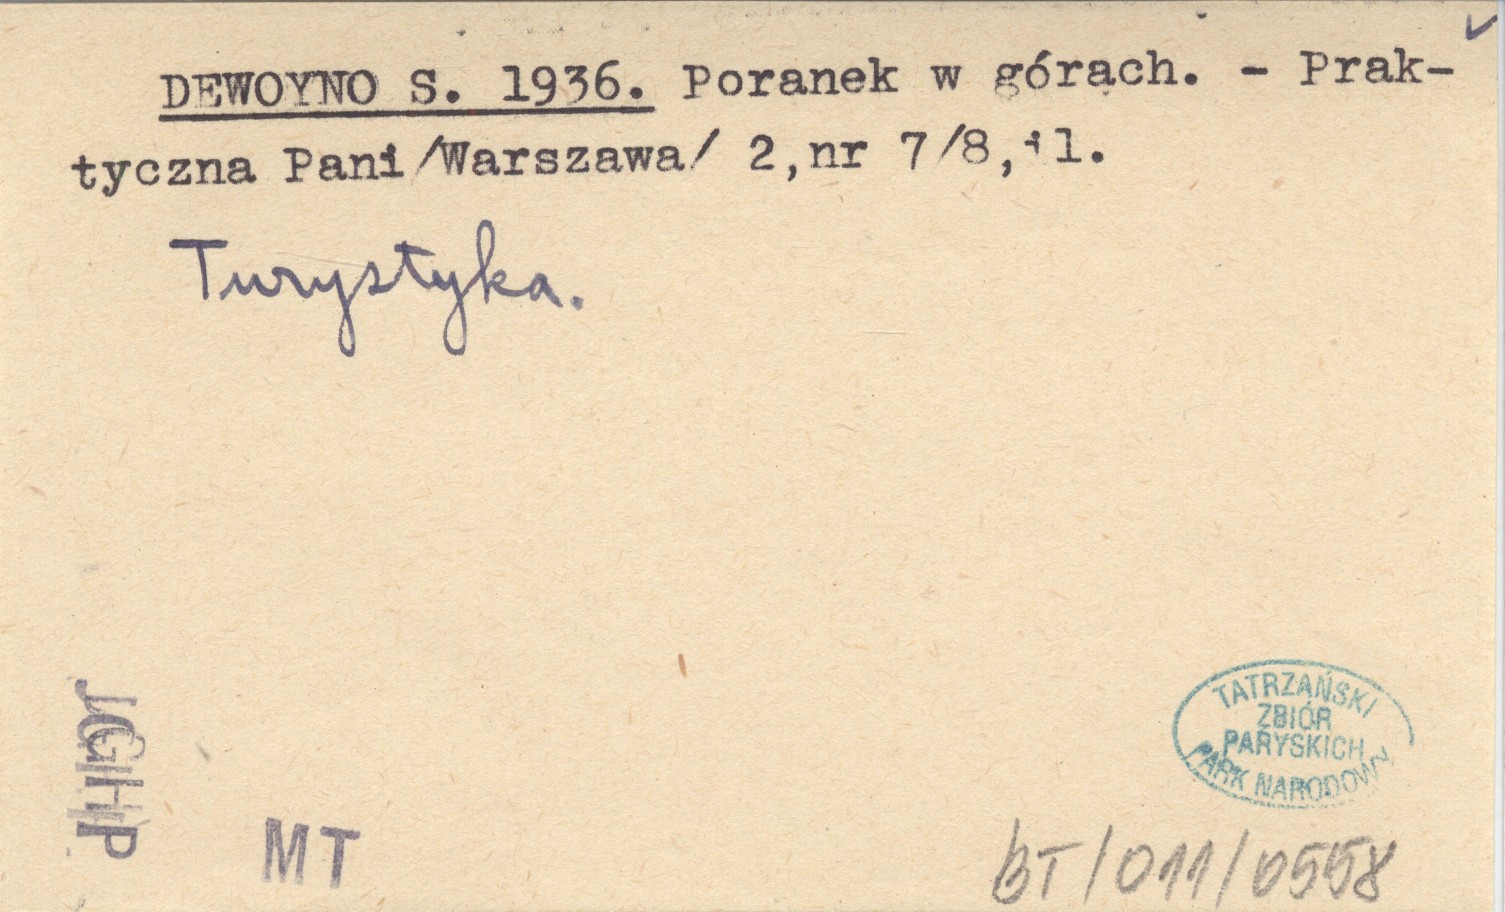 DEWOYNO S. 1936. Poranek w górach. - Prak-
tyczna Pani /Warszawa/ 2,nr 7/8,il.
Turystyka.
TATRZAŃSKI
ZBIÓR
PARYSKICH
PARK NARODOWY
MT
BT/011/0558